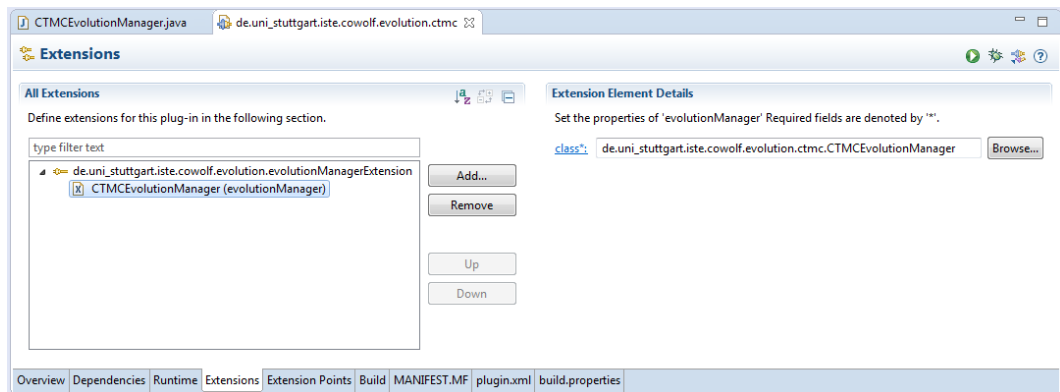 CTMCEvolutionManager.java de.uni_stuttgart.iste.cowolf.evolution.ctmc
Extensions
All Extensions
Define extensions for this plug-in in the following section.
type filter text
de.uni_stuttgart.iste.cowolf.evolution.evolutionManagerExtension
CTMCEvolutionManager (evolutionManager)
Add...
Remove
Up
Down
Extension Element Details
Set the properties of 'evolutionManager' Required fields are denoted by '*'.
class*: de.uni_stuttgart.iste.cowolf.evolution.ctmc.CTMCEvolutionManager Browse...
Overview Dependencies Runtime Extensions Extension Points Build MANIFEST.MF plugin.xml build.properties